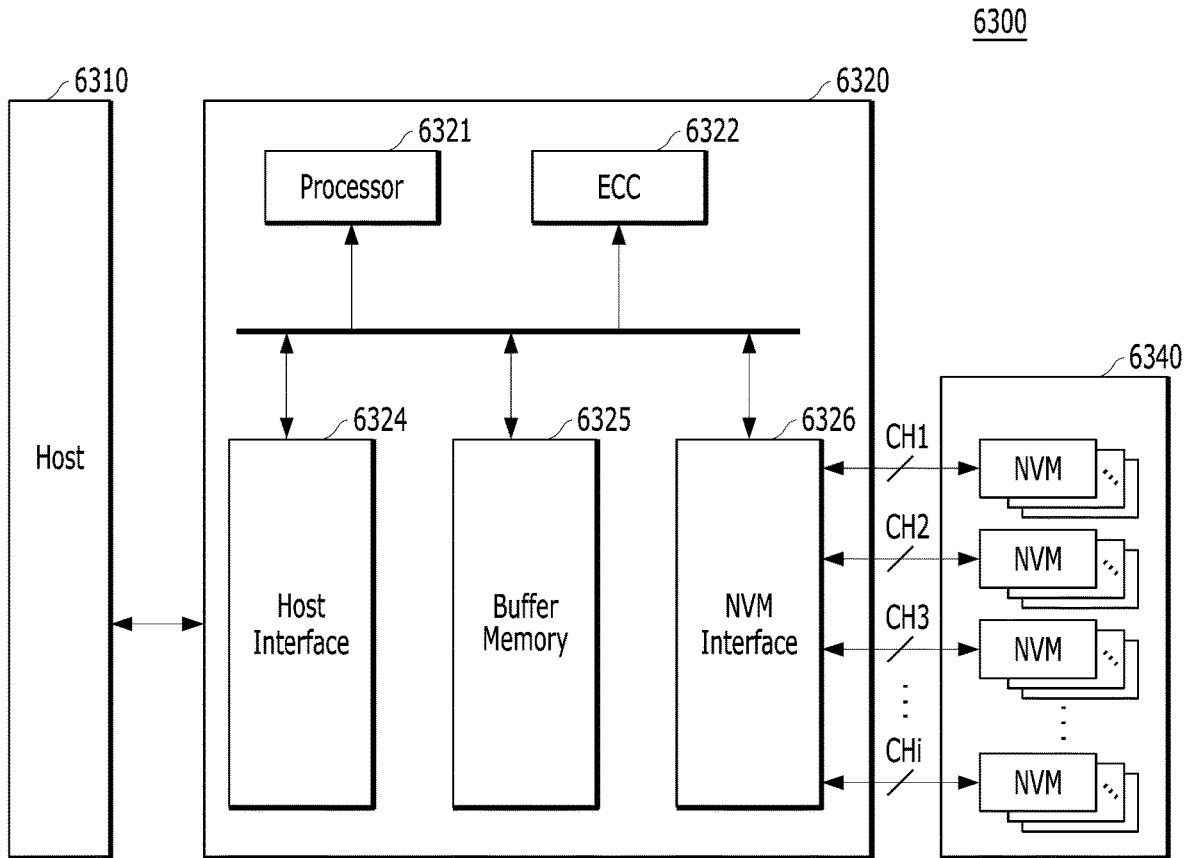 6300
6310
6320
6321
6322
Processor
ECC
6340
6324
6325
6326
Host
Host
Interface
Buffer
Memory
NVM
Interface
CH1
NVM
CH2
NVM
CH3
NVM
CHi
NVM